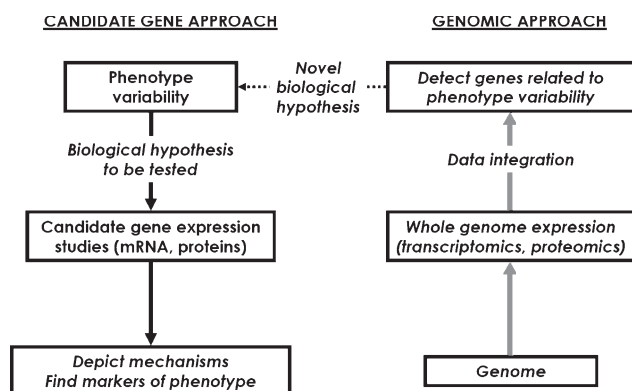 CANDIDATE GENE APPROACH
Phenotype
variability
Biological hypothesis
to be tested
Candidate gene expression
studies (mRNA, proteins)
Depict mechanisms
Find markers of phenotype
Novel
biological
hypothesis
GENOMIC APPROACH
Detect genes related to
phenotype variability
Data integration
Whole genome expression
(transcriptomics, proteomics)
Genome